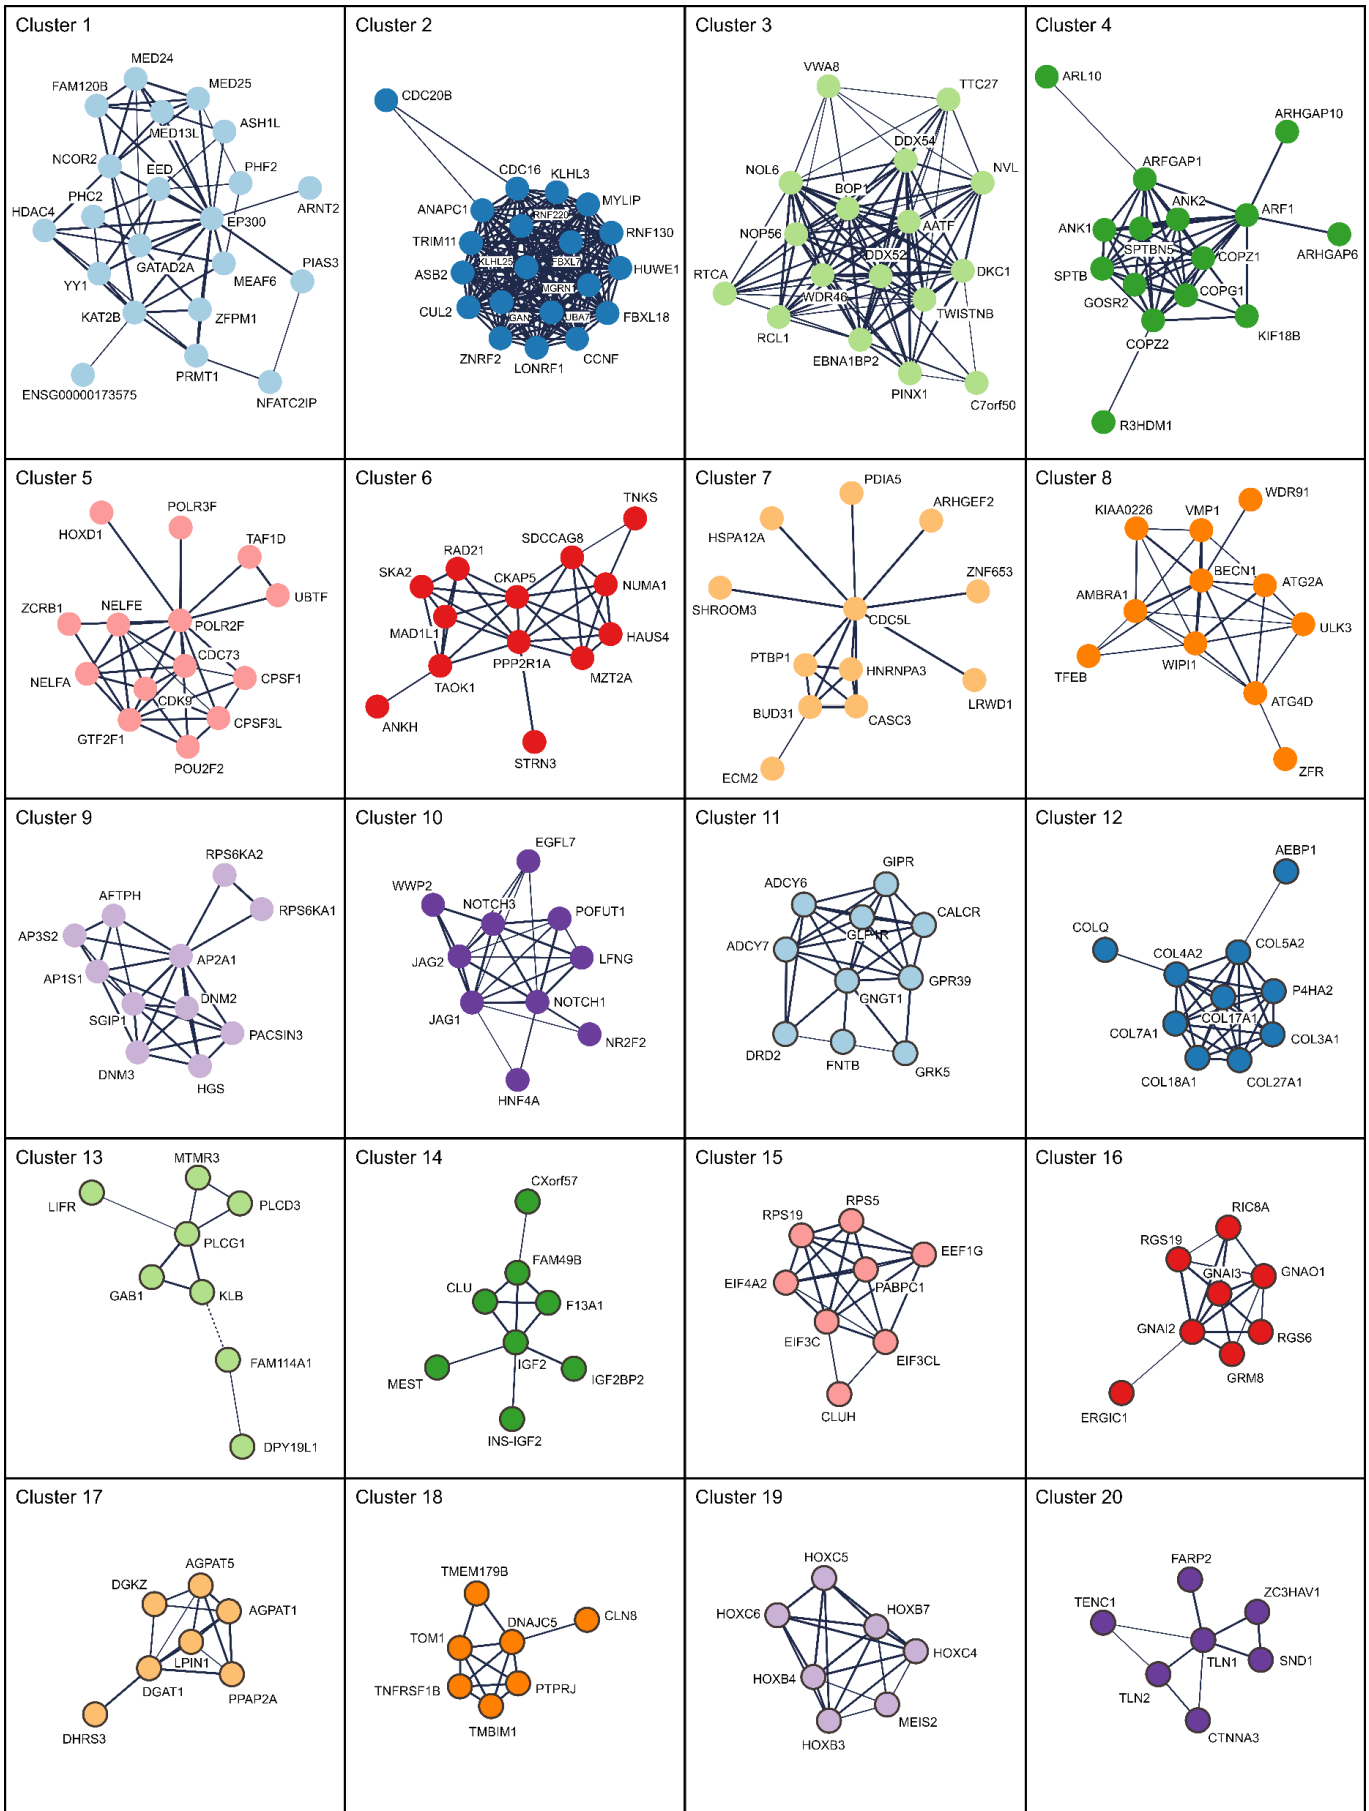 Cluster 1
MED24
FAM120B
MED25
MED13L
ASH1L
NCOR2
EED
PHF2
PHC2
ARNT2
HDAC4
EP300
GATAD2A
PIAS3
YY1
MEAF6
KAT2B
ZFPM1
PRMT1
ENSG00000173575
NFATC2IP
Cluster 2
CDC20B
CDC16
KLHL3
MYLIP
ANAPC1
RNF220
RNF130
TRIM11
KLHL25
FBXL7
HUWE1
ASB2
MGRN1
CUL2
GAN
UBA7
FBXL18
ZNRF2
LONRF1
CCNF
Cluster 3
VWA8
TTC27
DDX54
NOL6
NVL
BOP1
AATF
NOP56
DDX52
DKC1
RTCA
WDR46
TWISTNB
RCL1
EBNA1BP2
PINX1
C7orf50
Cluster 4
ARL10
ARHGAP10
ARFGAP1
ANK2
ARF1
ANK1
SPTBN5
COPZ1
ARHGAP6
SPTB
GOSR2
COPG1
COPZ2
KIF18B
R3HDM1
Cluster 5
POLR3F
HOXD1
TAF1D
UBTF
ZCRB1
NELFE
POLR2F
CDC73
NELFA
CPSF1
CDK9
CPSF3L
GTF2F1
POU2F2
Cluster 6
TNKS
SDCCAG8
RAD21
SKA2
CKAP5
NUMA1
MAD1L1
HAUS4
PPP2R1A
TAOK1
MZT2A
ANKH
STRN3
Cluster 7
PDIA5
ARHGEF2
HSPA12A
ZNF653
SHROOM3
CDC5L
PTBP1
HNRNPA3
LRWD1
BUD31
CASC3
ECM2
Cluster 8
WDR91
KIAA0226
VMP1
BECN1
ATG2A
AMBRA1
ULK3
WIPI1
TFEB
ATG4D
ZFR
Cluster 9
RPS6KA2
AFTPH
RPS6KA1
AP3S2
AP2A1
AP1S1
DNM2
SGIP1
PACSIN3
DNM3
HGS
Cluster 10
EGFL7
WWP2
NOTCH3
POFUT1
JAG2
LFNG
NOTCH1
JAG1
NR2F2
HNF4A
Cluster 11
GIPR
ADCY6
CALCR
GLP1R
ADCY7
GPR39
GNGT1
DRD2
FNTB
GRK5
Cluster 12
AEBP1
COLQ
COL4A2
COL5A2
P4HA2
COL17A1
COL7A1
COL3A1
COL18A1
COL27A1
Cluster 13
MTMR3
LIFR
PLCD3
PLCG1
GAB1
KLB
FAM114A1
DPY19L1
Cluster 14
CXorf57
FAM49B
CLU
F13A1
IGF2
MEST
IGF2BP2
INS-IGF2
Cluster 15
RPS5
RPS19
EEF1G
EIF4A2
PABPC1
EIF3C
EIF3CL
CLUH
Cluster 16
RIC8A
RGS19
GNAI3
GNAO1
GNAI2
RGS6
GRM8
ERGIC1
Cluster 17
AGPAT5
DGKZ
AGPAT1
LPIN1
DGAT1
PPAP2A
DHRS3
Cluster 18
TMEM179B
DNAJC5
CLN8
TOM1
TNFRSF1B
PTPRJ
TMBIM1
Cluster 19
HOXC5
HOXC6
HOXB7
HOXC4
HOXB4
MEIS2
HOXB3
Cluster 20
FARP2
TENC1
ZC3HAV1
TLN1
SND1
TLN2
CTNNA3